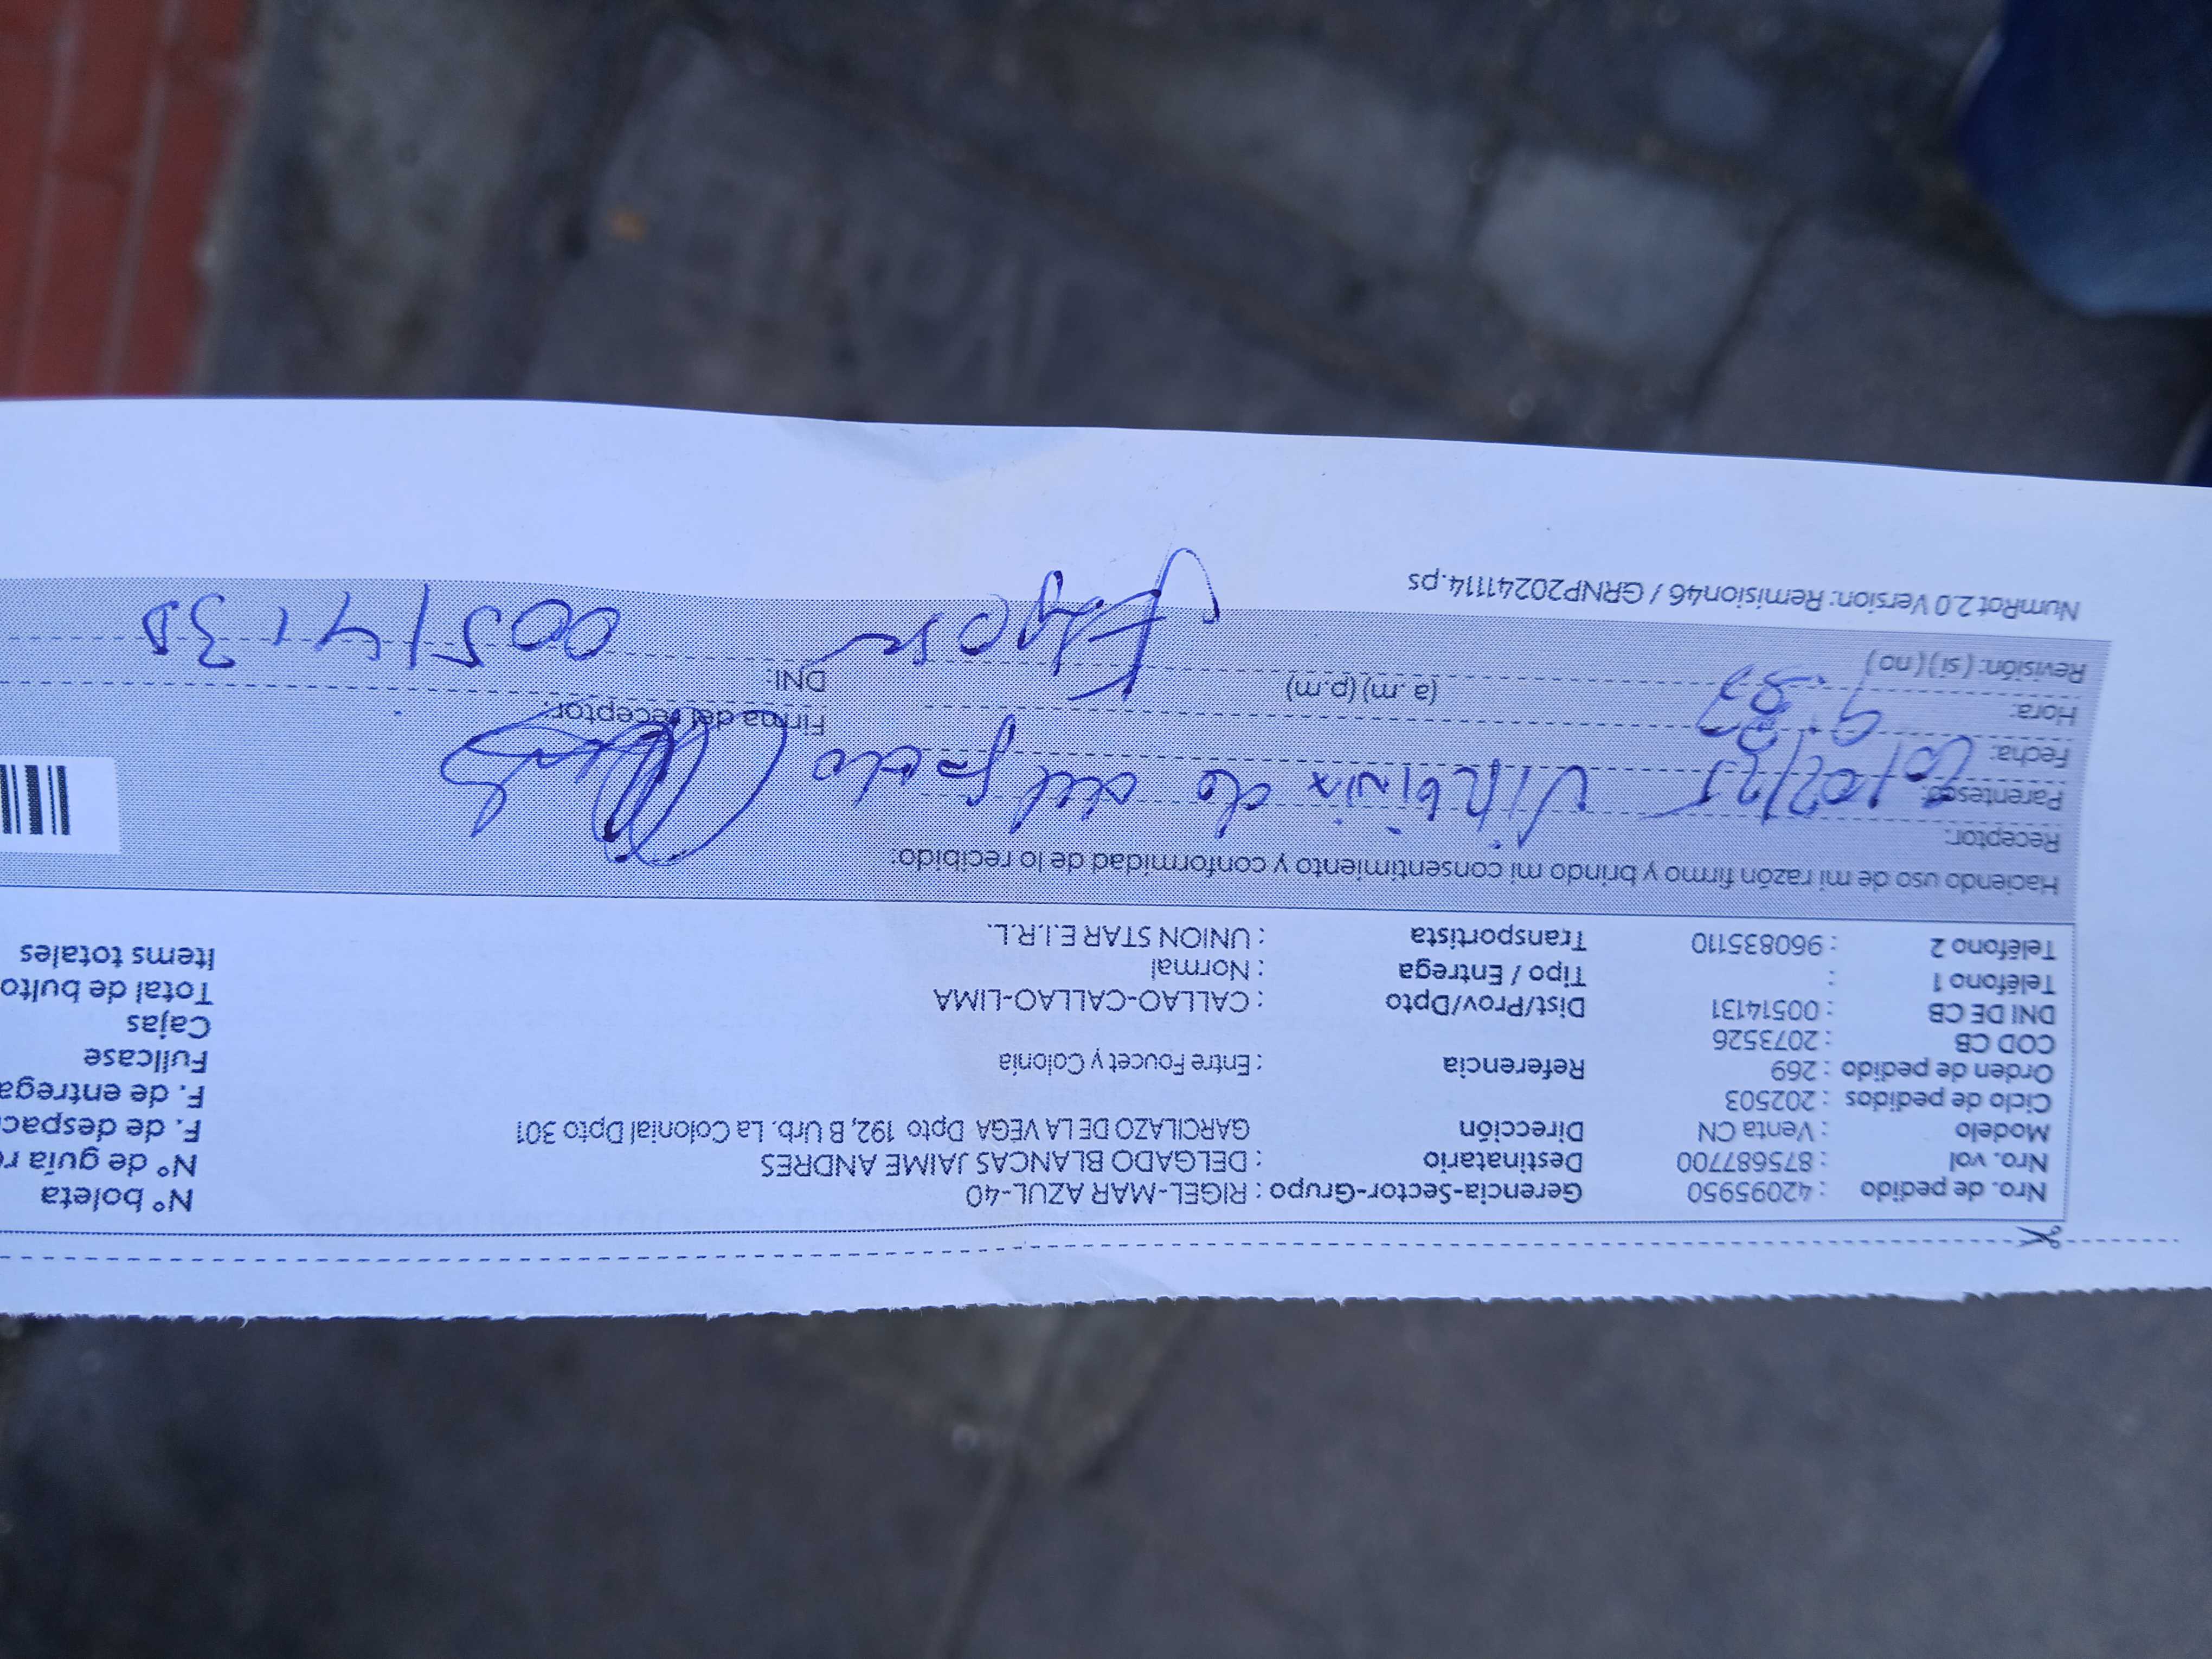 Nro. de pedido : 42095950 Gerencia-Sector-Grupo : RIGEL-MAR AZUL-40 N° boleta
Nro. vol : 875687700 Destinatario : DELGADO BLANCAS JAIME ANDRES N° de guía r
Modelo : Venta CN Dirección GARCILAZO DE LA VEGA Dpto 192, B Urb. La Colonial Dpto 301 F. de despac
Ciclo de pedidos : 202503 F. de entrega
Orden de pedido : 269 Referencia : Entre Foucet y Colonia Fullcase
COD CB : 2073526 Cajas
DNI DE CB : 00514131 Dist/Prov/Dpto : CALLAO-CALLAO-LIMA Total de bulto
Teléfono 1 : Tipo / Entrega : Normal Items totales
Teléfono 2 : 960835110 Transportista : UNION STAR E.I.R.L.
Haciendo uso de mi razón firmo y brindo mi consentimiento y conformidad de lo recibido:
Receptor:
Parentesco:
Fecha: Firma del receptor:
Hora: (a.m) (p.m) DNI:
Revisión: (si) (no)
NumRot 2.0 Version: Remision46 / GRNP20241114.ps